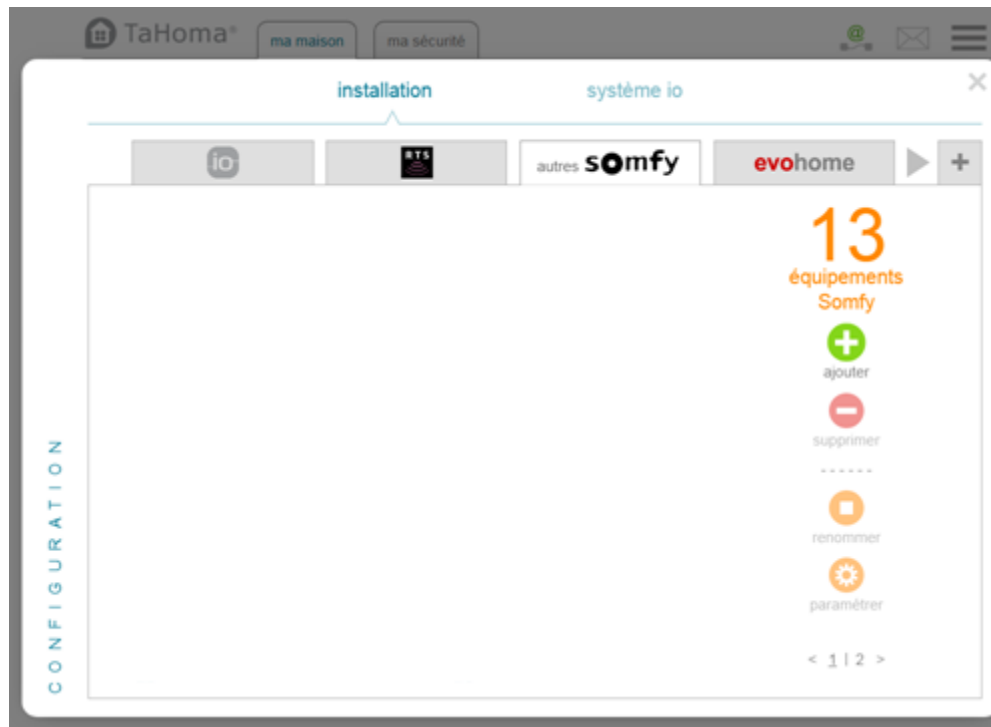 TaHoma®
ma maison
ma sécurité
@
installation
système io
io
RTS
autres somfy
evohome
13
équipements
Somfy
ajouter
supprimer
renommer
paramètrer
< 1 | 2 >
CONFIGURATION